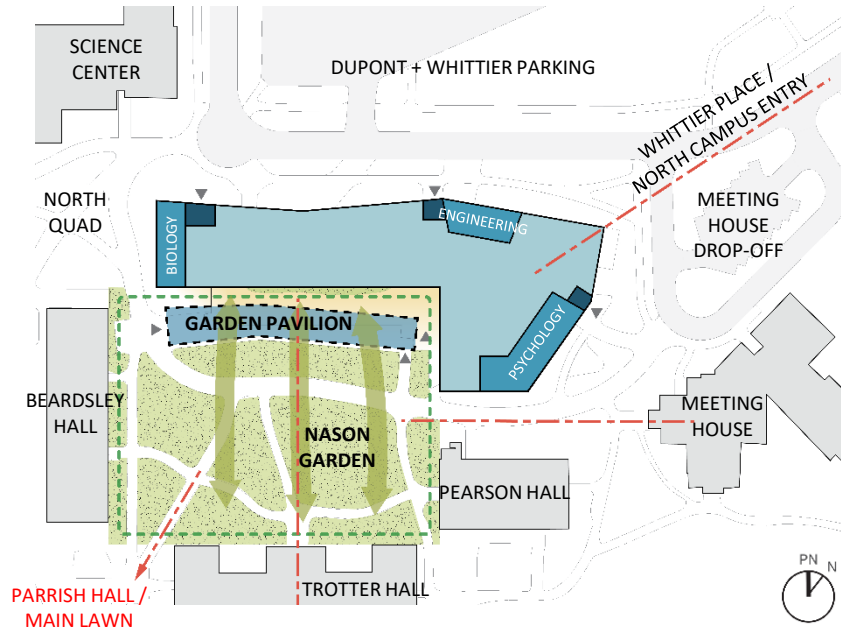 SCIENCE
CENTER
DUPONT + WHITTIER PARKING
WHITTIER PLACE /
NORTH CAMPUS ENTRY
NORTH
QUAD
MEETING
HOUSE
DROP-OFF
BIOLOGY
ENGINEERING
PSYCHOLOGY
GARDEN PAVILION
BEARDSLEY
HALL
NASON
GARDEN
MEETING
HOUSE
PEARSON HALL
TROTTER HALL
PARRISH HALL /
MAIN LAWN
PN N